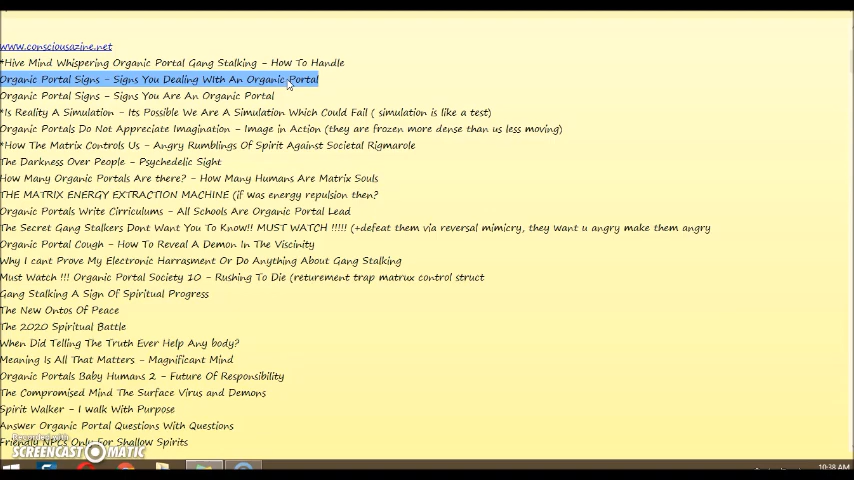 www.consciousazine.net
*Hive Mind Whispering Organic Portal Gang Stalking - How To Handle
Organic Portal Signs - Signs You Dealing With An Organic Portal
Organic Portal Signs - Signs You Are An Organic Portal
*Is Reality A Simulation - Its Possible We Are A Simulation Which Could Fail ( simulation is like a test)
Organic Portals Do Not Appreciate Imagination - Image in Action (they are frozen more dense than us less moving)
*How The Matrix Controls Us - Angry Rumblings Of Spirit Against Societal Rigmarole
The Darkness Over People - Psychedelic Sight
How Many Organic Portals Are there? - How Many Humans Are Matrix Souls
THE MATRIX ENERGY EXTRACTION MACHINE (if was energy repulsion then?
Organic Portals Write Cirriculums - All Schools Are Organic Portal Lead
The Secret Gang Stalkers Dont Want You To Know!! MUST WATCH !!!!! (+defeat them via reversal mimicry, they want u angry make them angry
Organic Portal Cough - How To Reveal A Demon In The Viscinity
Why I cant Prove My Electronic Harrasment Or Do Anything About Gang Stalking
Must Watch !!! Organic Portal Society 10 - Rushing To Die (returement trap matrux control struct
Gang Stalking A Sign Of Spiritual Progress
The New Ontos Of Peace
The 2020 Spiritual Battle
When Did Telling The Truth Ever Help Any body?
Meaning Is All That Matters - Magnificant Mind
Organic Portals Baby Humans 2 - Future Of Responsibility
The Compromised Mind The Surface Virus and Demons
Spirit Walker - I walk With Purpose
Answer Organic Portal Questions With Questions
Friendly NPCs Only For Shallow Spirits
Recorded with
SCREENCAST MATIC
10:38 AM